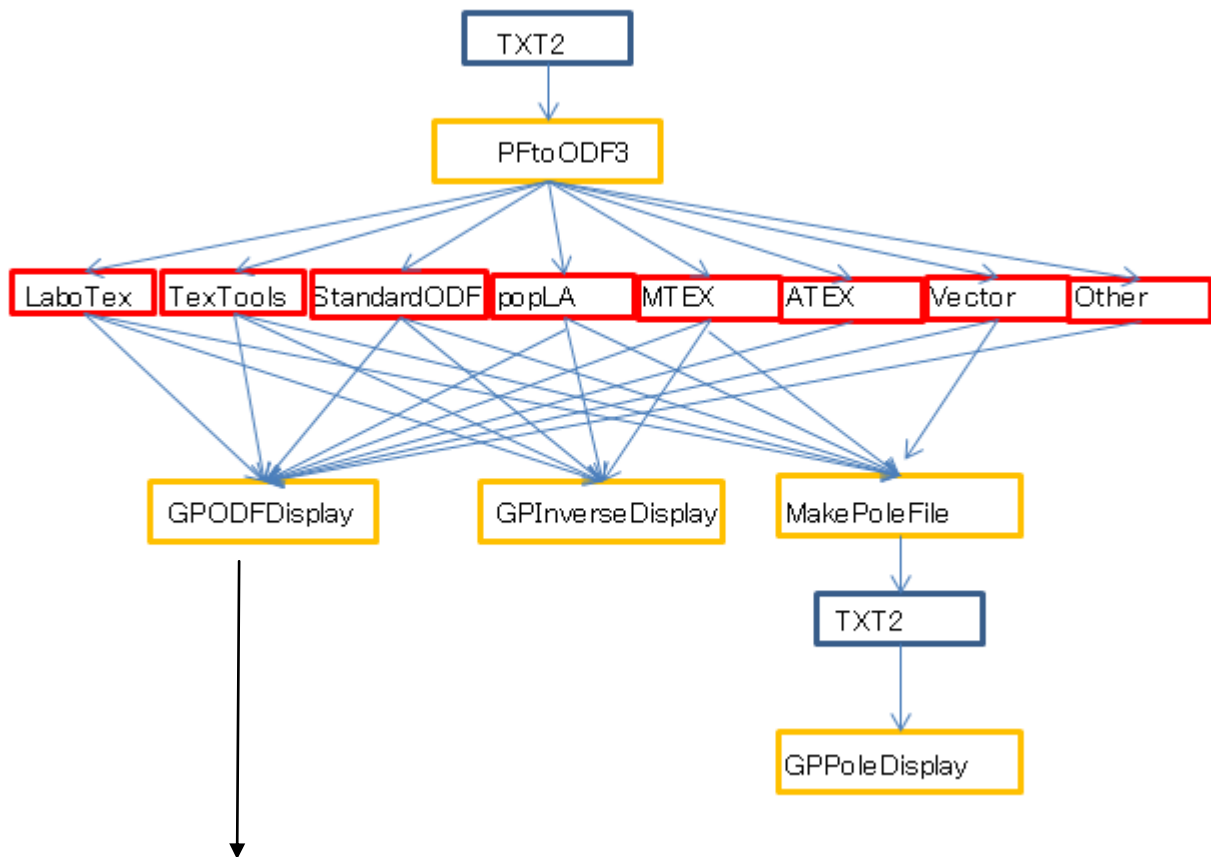 TXT2
PFtoODF3
LaboTex TexTools StandardODF popLA MTEX ATEX Vector Other
GPODFDisplay GPInverseDisplay MakePoleFile
TXT2
GPPoleDisplay